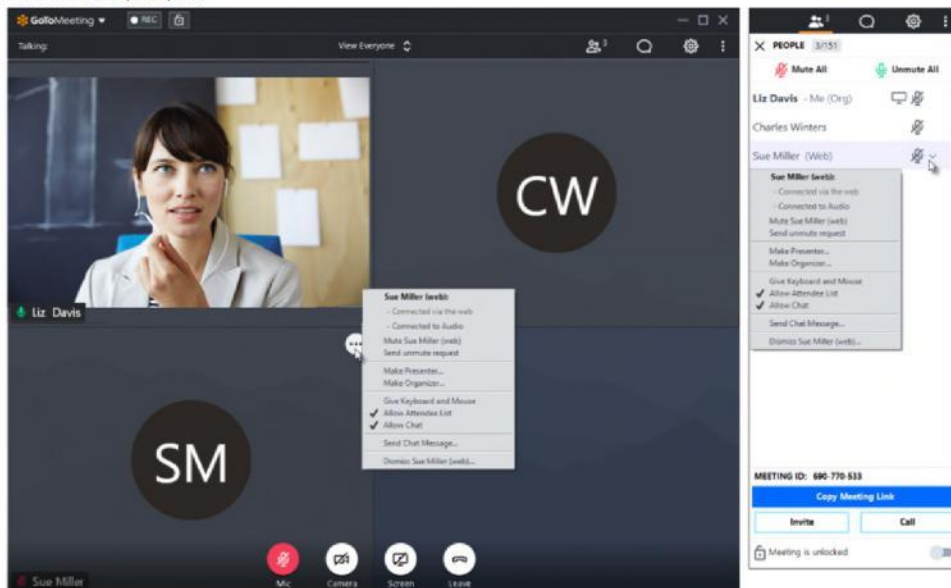 GoToMeeting
REC
Talking:
View Everyone
3
CW
Liz Davis
Sue Miller (web):
- Connected via the web
- Connected to Audio
Mute Sue Miller (web)
Send unmute request
Make Presenter...
Make Organizer...
Give Keyboard and Mouse
✓ Allow Attendee List
✓ Allow Chat
Send Chat Message...
Dismiss Sue Miller (web)...
SM
Sue Miller
Mic
Camera
Screen
Leave
3
X PEOPLE 3/151
Mute All
Unmute All
Liz Davis - Me (Org)
Charles Winters
Sue Miller (Web)
Sue Miller (web):
- Connected via the web
- Connected to Audio
Mute Sue Miller (web)
Send unmute request
Make Presenter...
Make Organizer...
Give Keyboard and Mouse
✓ Allow Attendee List
✓ Allow Chat
Send Chat Message...
Dismiss Sue Miller (web)...
MEETING ID: 690-770-533
Copy Meeting Link
Invite
Call
Meeting is unlocked